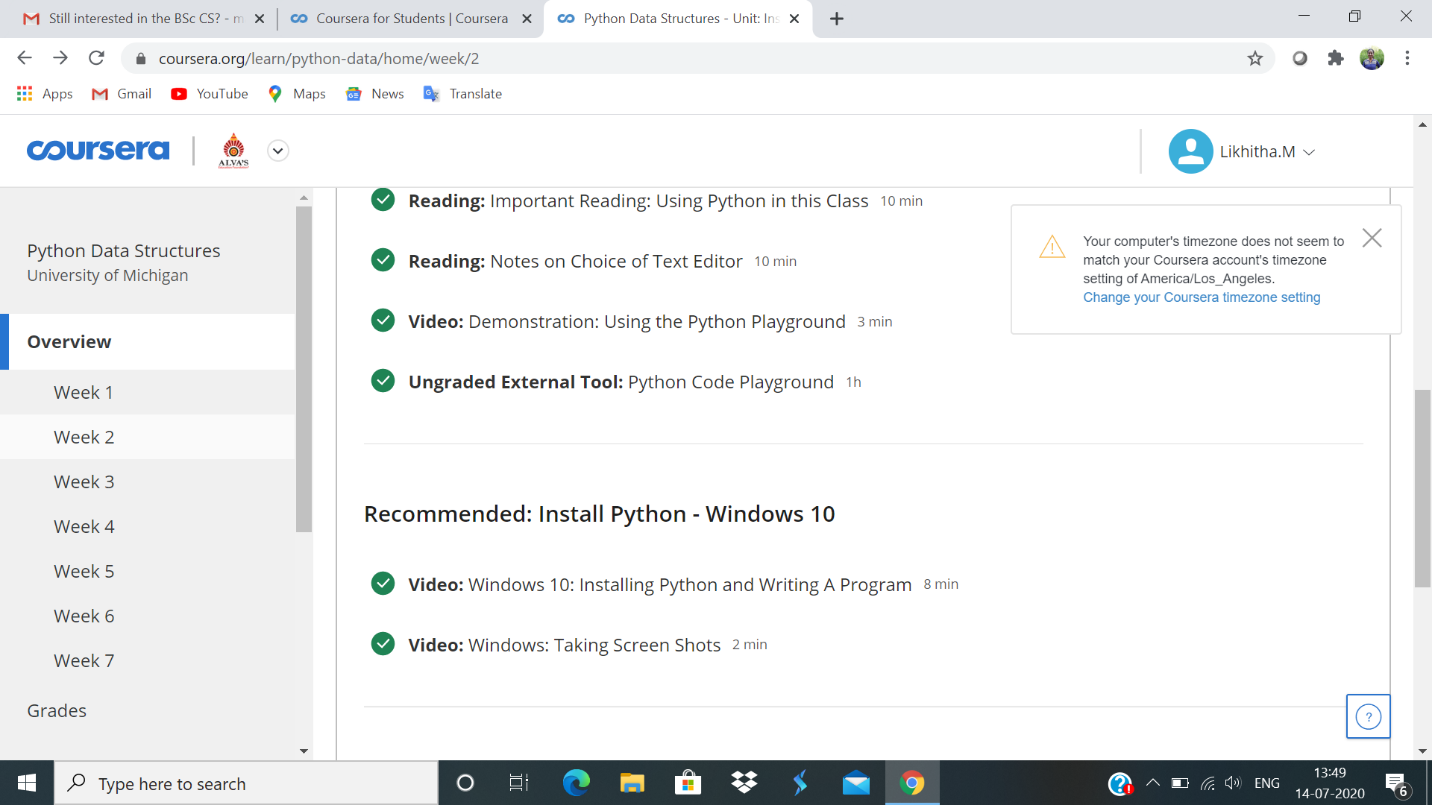 Still interested in the BSc CS? - m
Coursera for Students | Coursera
Python Data Structures - Unit: Ins
coursera.org/learn/python-data/home/week/2
Apps
Gmail
YouTube
Maps
News
Translate
coursera
ALVA'S
Likhitha.M
Python Data Structures
University of Michigan
Overview
Week 1
Week 2
Week 3
Week 4
Week 5
Week 6
Week 7
Grades
Reading: Important Reading: Using Python in this Class 10 min
Reading: Notes on Choice of Text Editor 10 min
Video: Demonstration: Using the Python Playground 3 min
Ungraded External Tool: Python Code Playground 1h
Recommended: Install Python - Windows 10
Video: Windows 10: Installing Python and Writing A Program 8 min
Video: Windows: Taking Screen Shots 2 min
Your computer's timezone does not seem to
match your Coursera account's timezone
setting of America/Los_Angeles.
Change your Coursera timezone setting
?
Type here to search
ENG
13:49
14-07-2020
6